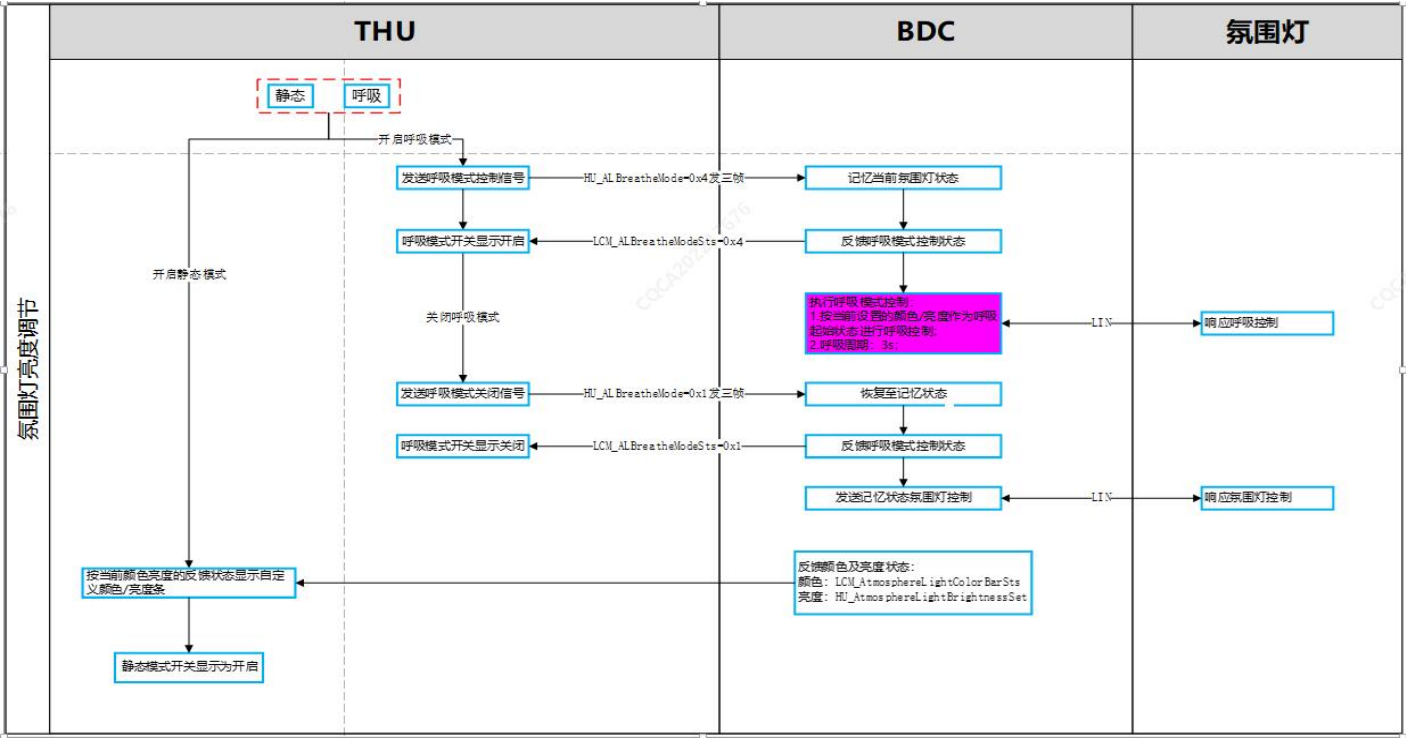 THU
BDC
氛围灯
氛围灯亮度调节
静态
呼吸
开启呼吸模式
发送呼吸模式控制信号
HU_ALBreatheMode=0x4发三帧
记忆当前氛围灯状态
呼吸模式开关显示开启
LCM_ALBreatheModeSts=0x4
反馈呼吸模式控制状态
开启静态模式
关闭呼吸模式
执行呼吸模式控制:
1.按当前设置的颜色/亮度作为呼吸
起始状态进行呼吸控制;
2.呼吸周期: 3s;
LIN
响应呼吸控制
发送呼吸模式关闭信号
HU_ALBreatheMode=0x1发三帧
恢复至记忆状态
呼吸模式开关显示关闭
LCM_ALBreatheModeSts=0x1
反馈呼吸模式控制状态
发送记忆状态氛围灯控制
LIN
响应氛围灯控制
按当前颜色亮度的反馈状态显示自定
义颜色/亮度条
反馈颜色及亮度状态:
颜色: LCM_AtmosphereLightColorBarSts
亮度: HU_AtmosphereLightBrightnessSet
静态模式开关显示为开启